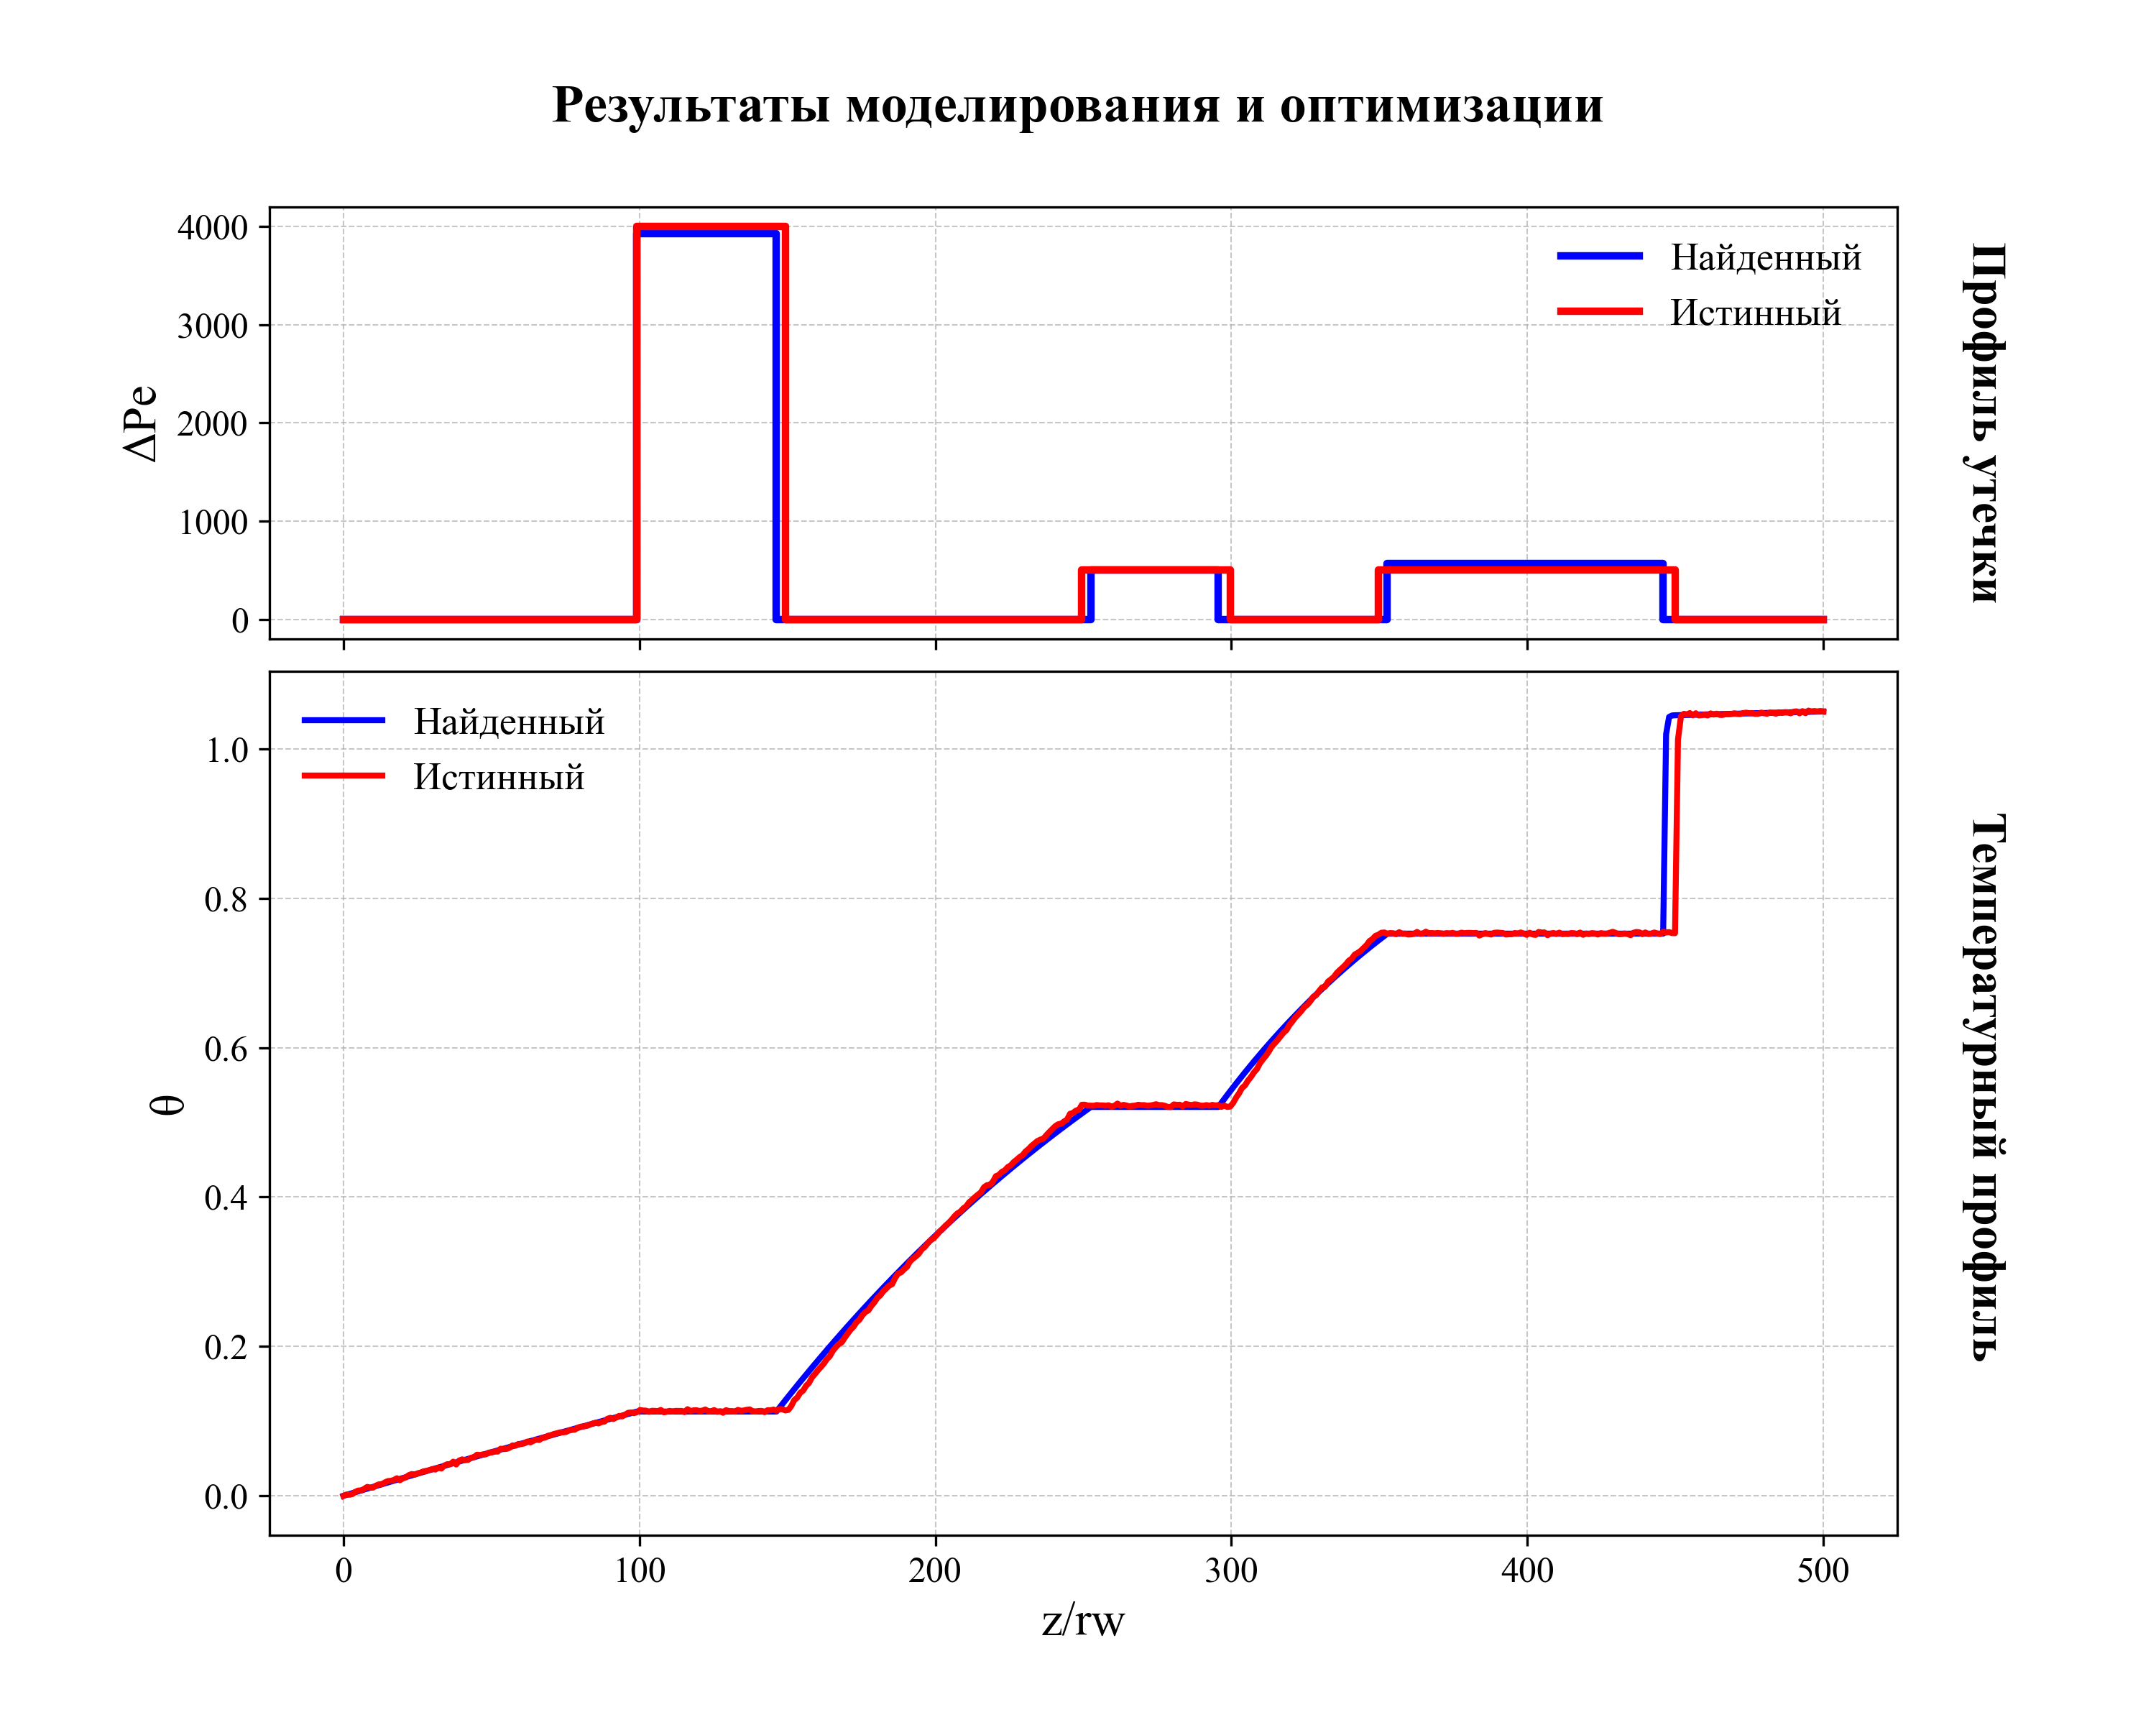 Результаты моделирования и оптимизации
4000
3000
2000
1000
0
ΔPe
Найденный
Истинный
Профиль утечки
1.0
0.8
0.6
0.4
0.2
0.0
θ
Найденный
Истинный
Температурный профиль
0 100 200 300 400 500
z/rw